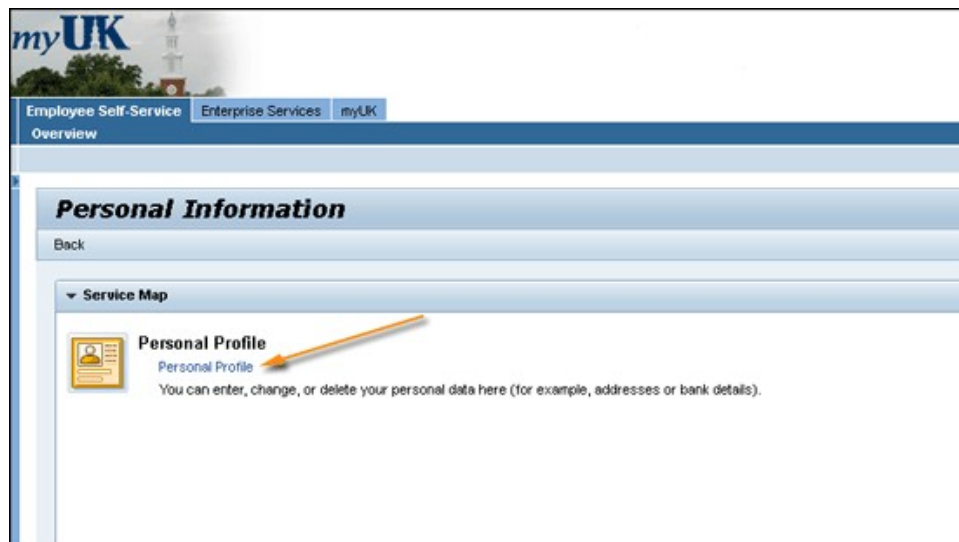 myUK
Employee Self-Service Enterprise Services myUK
Overview
Personal Information
Back
Service Map
Personal Profile
Personal Profile
You can enter, change, or delete your personal data here (for example, addresses or bank details).